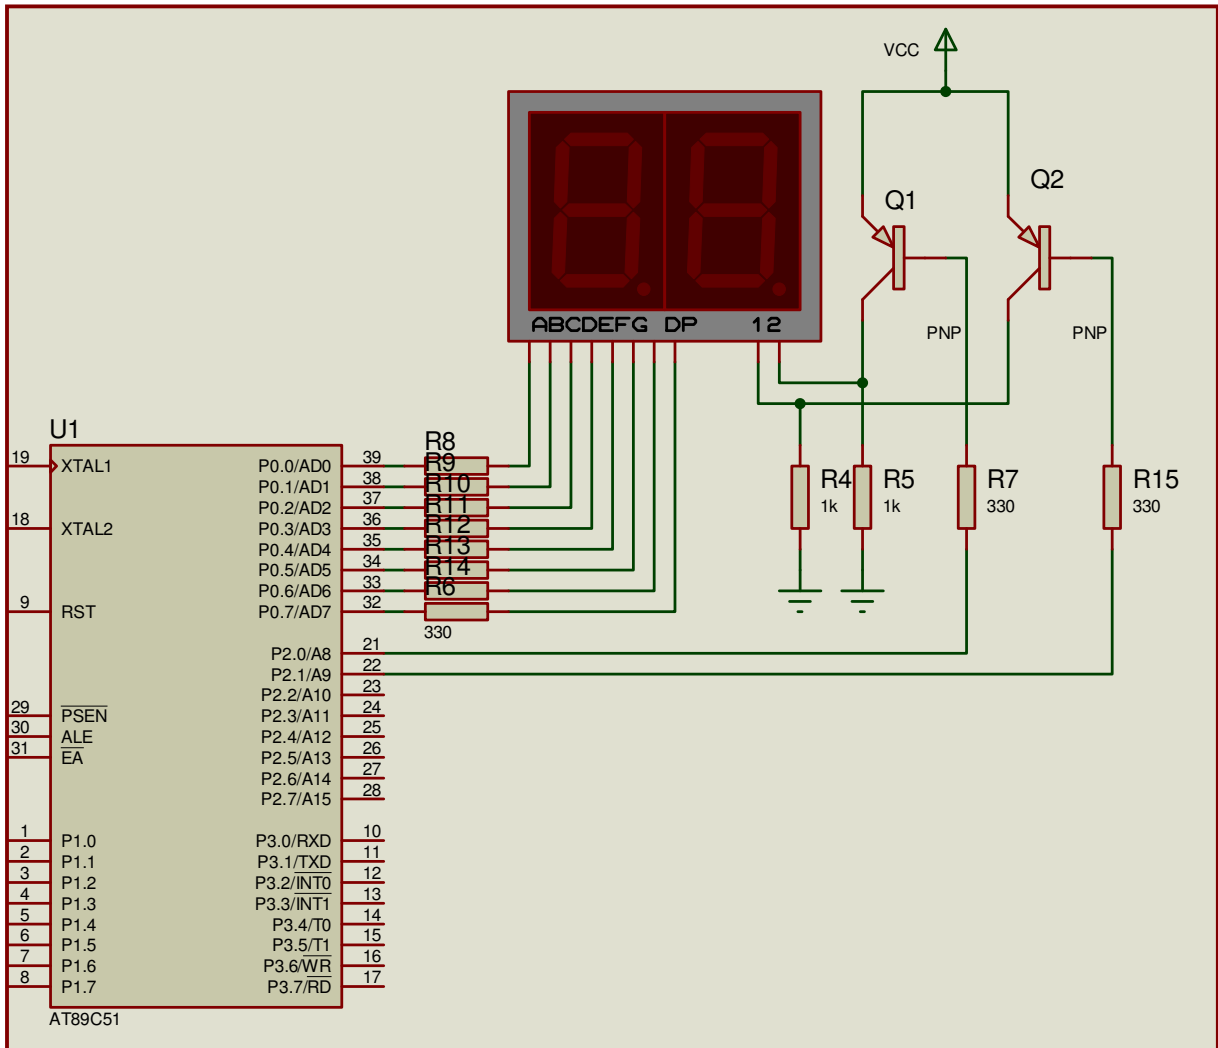 VCC
Q1
Q2
PNP
PNP
ABCDEFG DP 12
U1
19 XTAL1
18 XTAL2
9 RST
29 PSEN
30 ALE
31 EA
1 P1.0
2 P1.1
3 P1.2
4 P1.3
5 P1.4
6 P1.5
7 P1.6
8 P1.7
P0.0/AD0 39
P0.1/AD1 38
P0.2/AD2 37
P0.3/AD3 36
P0.4/AD4 35
P0.5/AD5 34
P0.6/AD6 33
P0.7/AD7 32
P2.0/A8 21
P2.1/A9 22
P2.2/A10 23
P2.3/A11 24
P2.4/A12 25
P2.5/A13 26
P2.6/A14 27
P2.7/A15 28
P3.0/RXD 10
P3.1/TXD 11
P3.2/INT0 12
P3.3/INT1 13
P3.4/T0 14
P3.5/T1 15
P3.6/WR 16
P3.7/RD 17
AT89C51
R8
R9
R10
R11
R12
R13
R14
R6
330
R4
1k
R5
1k
R7
330
R15
330